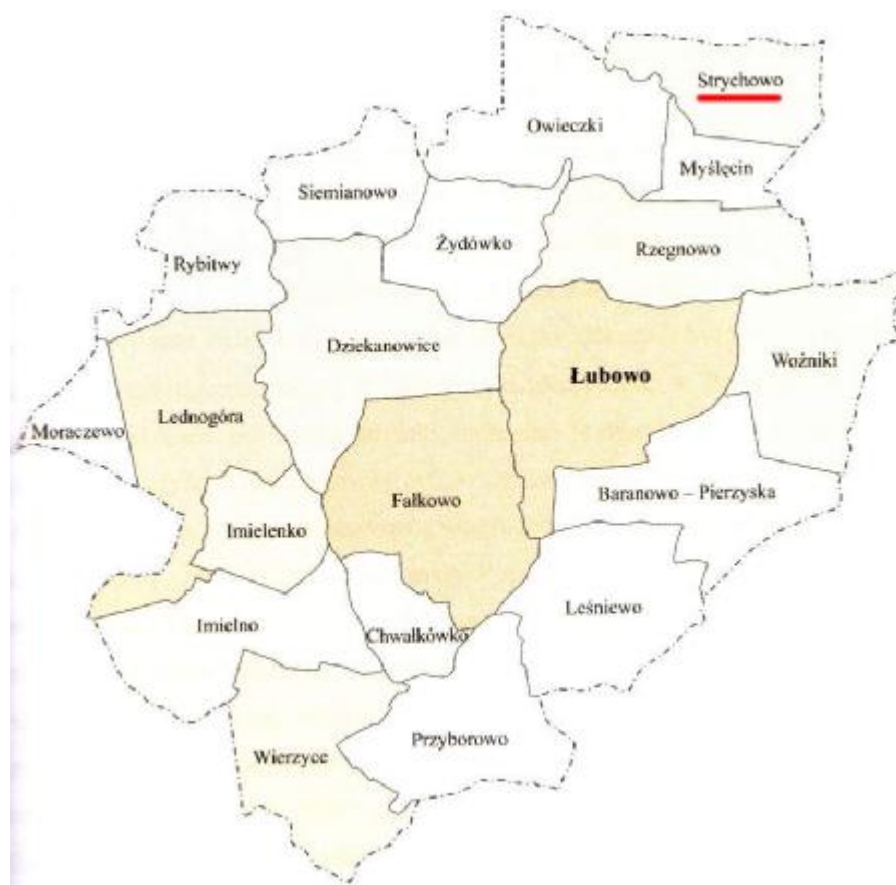 Strychowo
Owieczki
Myślęcin
Siemianowo
Żydówko
Rzegnowo
Rybitwy
Dziekanowice
Łubowo
Woźniki
Lednogóra
Moraczewo
Fałkowo
Baranowo – Pierzyska
Imielenko
Leśniewo
Imielno
Chwałkówko
Przyborowo
Wierzyce